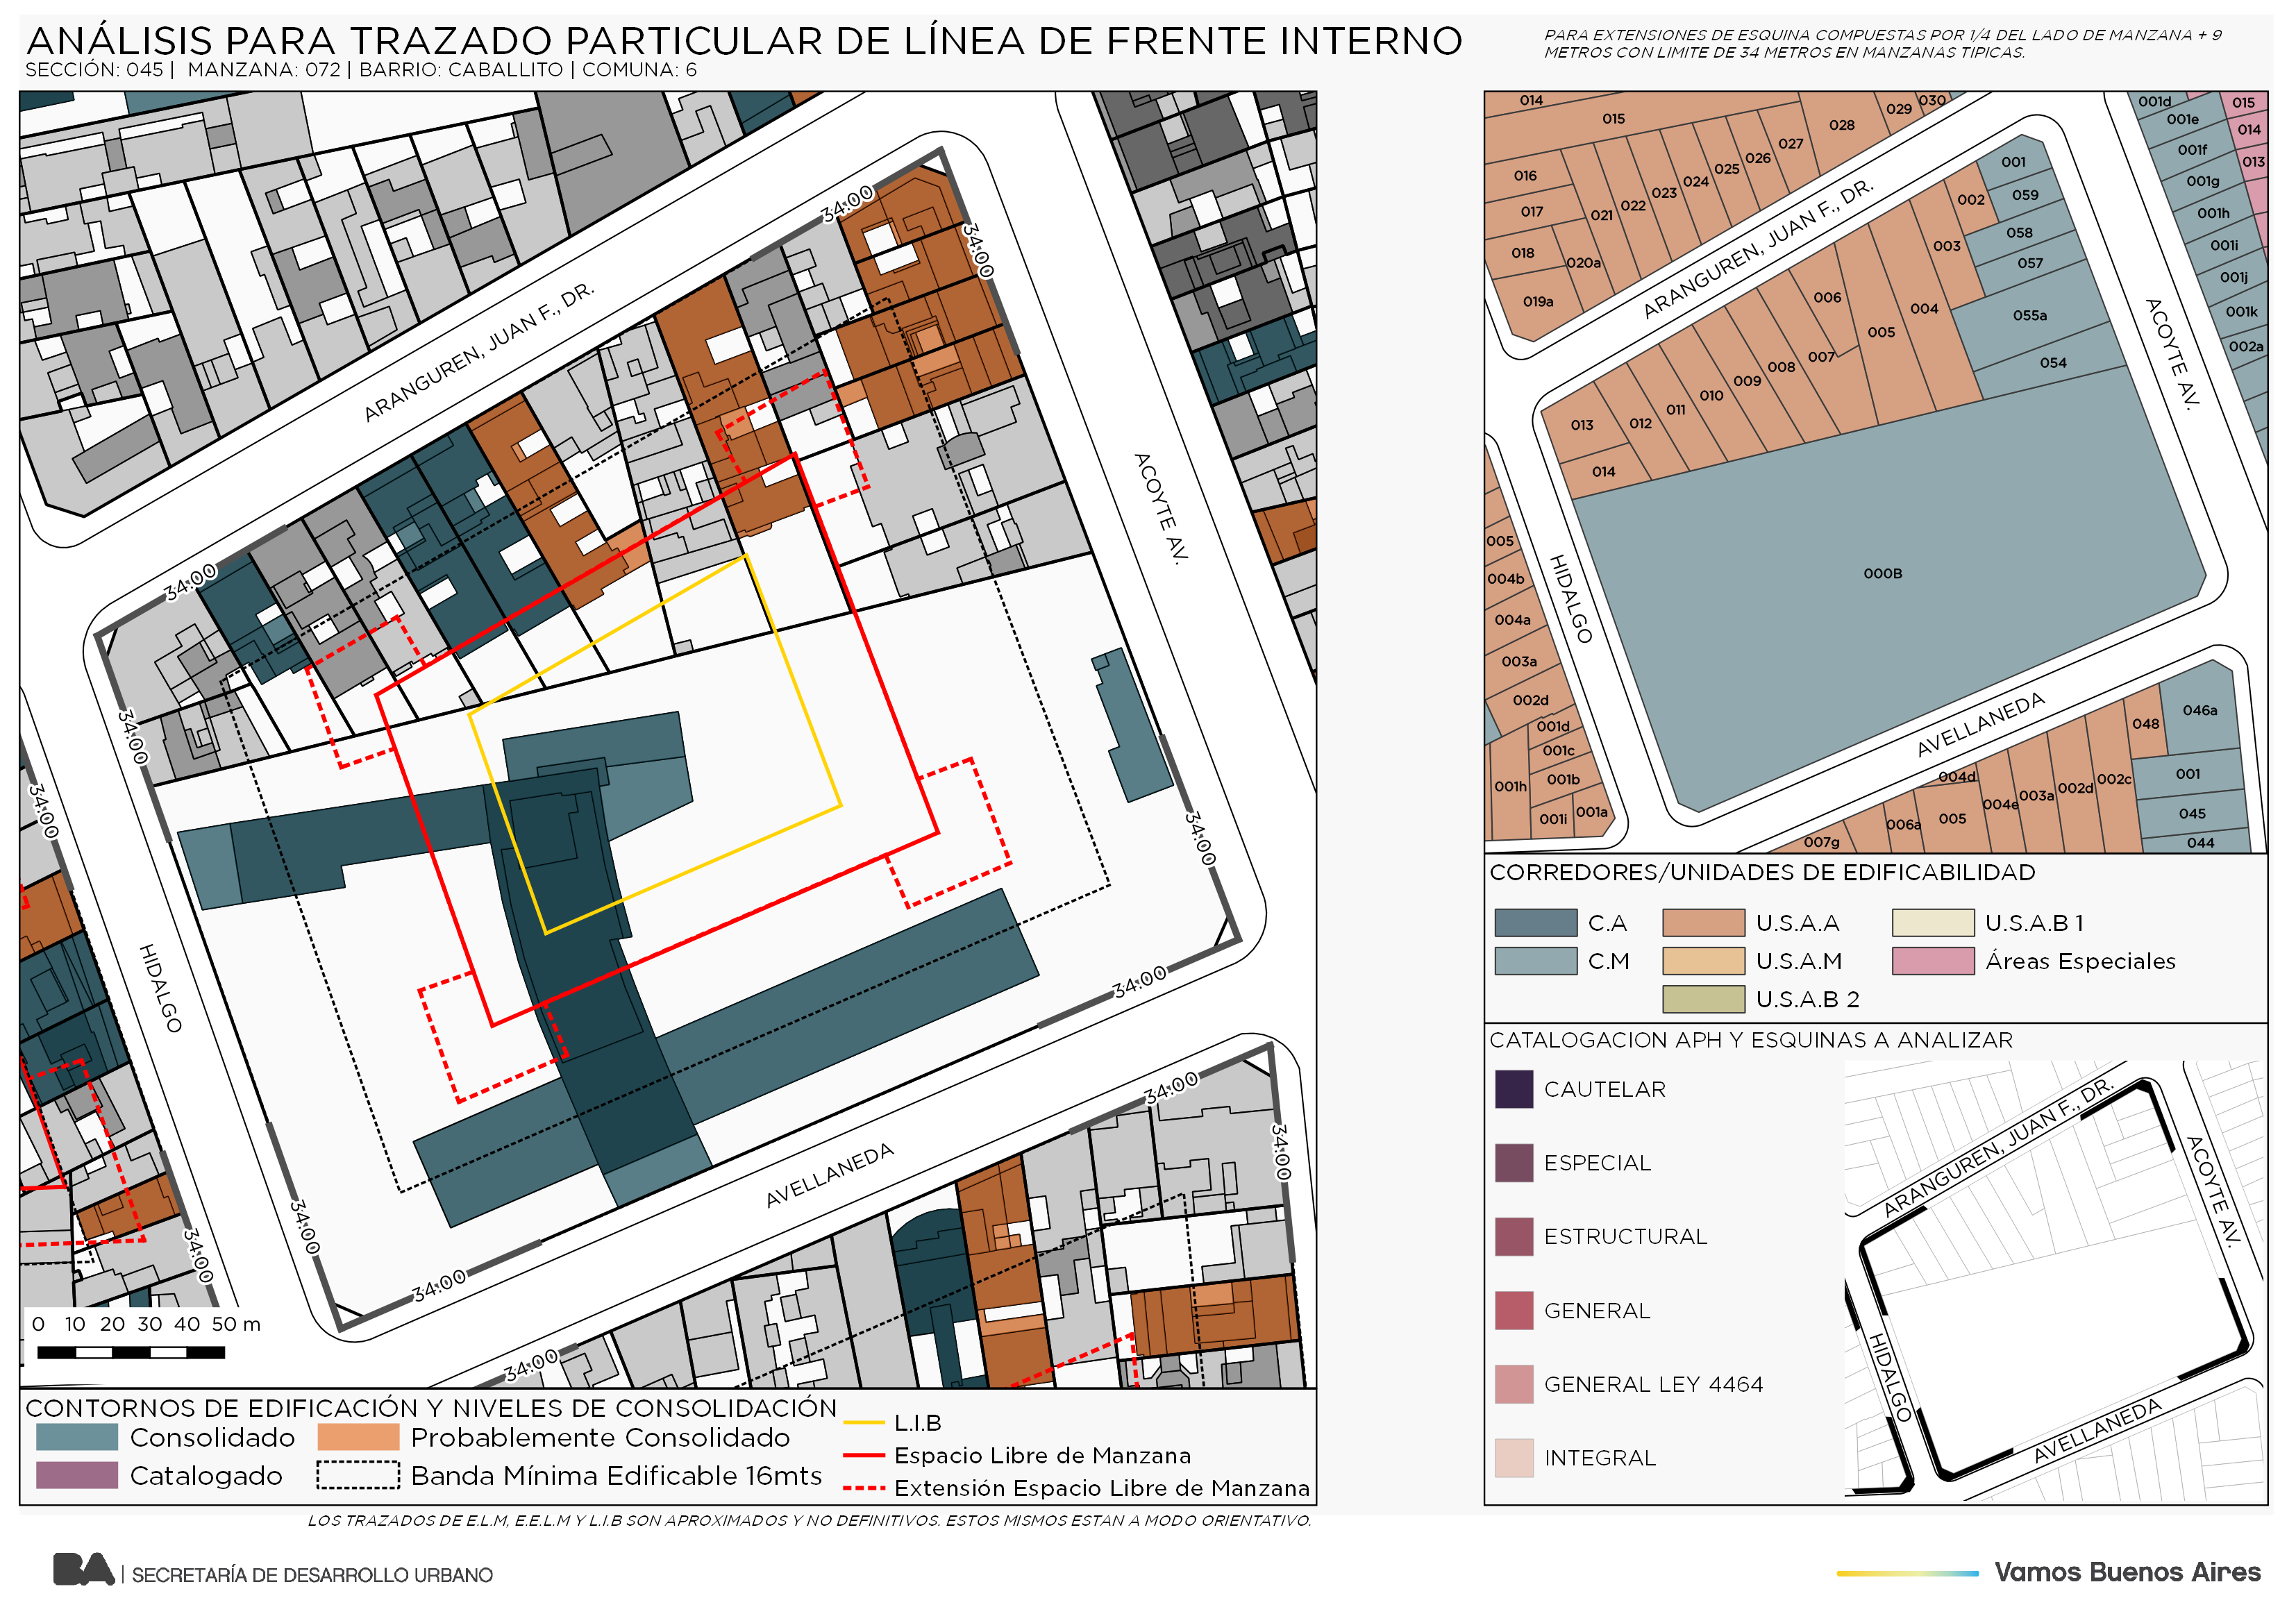 ANÁLISIS PARA TRAZADO PARTICULAR DE LÍNEA DE FRENTE INTERNO
SECCIÓN: 045 | MANZANA: 072 | BARRIO: CABALLITO | COMUNA: 6
PARA EXTENSIONES DE ESQUINA COMPUESTAS POR 1/4 DEL LADO DE MANZANA + 9
METROS CON LIMITE DE 34 METROS EN MANZANAS TIPICAS.
34:00
34:00
ARANGUREN, JUAN F., DR.
ACOYTE AV.
34:00
34:00
34:00
34:00
HIDALGO
34:00
34:00
34:00
34:00
AVELLANEDA
34:00
34:00
34:00
34:00
0 10 20 30 40 50 m
CONTORNOS DE EDIFICACIÓN Y NIVELES DE CONSOLIDACIÓN
Consolidado
Probablemente Consolidado
Catalogado
Banda Mínima Edificable 16mts
L.I.B
Espacio Libre de Manzana
Extensión Espacio Libre de Manzana
LOS TRAZADOS DE E.L.M, E.E.L.M Y L.I.B SON APROXIMADOS Y NO DEFINITIVOS. ESTOS MISMOS ESTAN A MODO ORIENTATIVO.
014
015
016
017
018
019a
020a
021
022
023
024
025
026
027
028
029
030
001d
001e
001f
001g
001h
001i
001j
001k
002a
015
014
013
ARANGUREN, JUAN F., DR.
ACOYTE AV.
001
059
058
057
055a
054
002
003
004
005
006
007
008
009
010
011
012
013
014
000B
HIDALGO
AVELLANEDA
005
004b
004a
003a
002d
001d
001c
001b
001h
001i
001a
046a
048
001
045
044
002c
002d
003a
004e
004d
005
006a
007g
CORREDORES/UNIDADES DE EDIFICABILIDAD
C.A
U.S.A.A
U.S.A.B 1
C.M
U.S.A.M
Áreas Especiales
U.S.A.B 2
CATALOGACION APH Y ESQUINAS A ANALIZAR
CAUTELAR
ESPECIAL
ESTRUCTURAL
GENERAL
GENERAL LEY 4464
INTEGRAL
ARANGUREN, JUAN F., DR.
ACOYTE AV.
HIDALGO
AVELLANEDA
BA | SECRETARÍA DE DESARROLLO URBANO
Vamos Buenos Aires